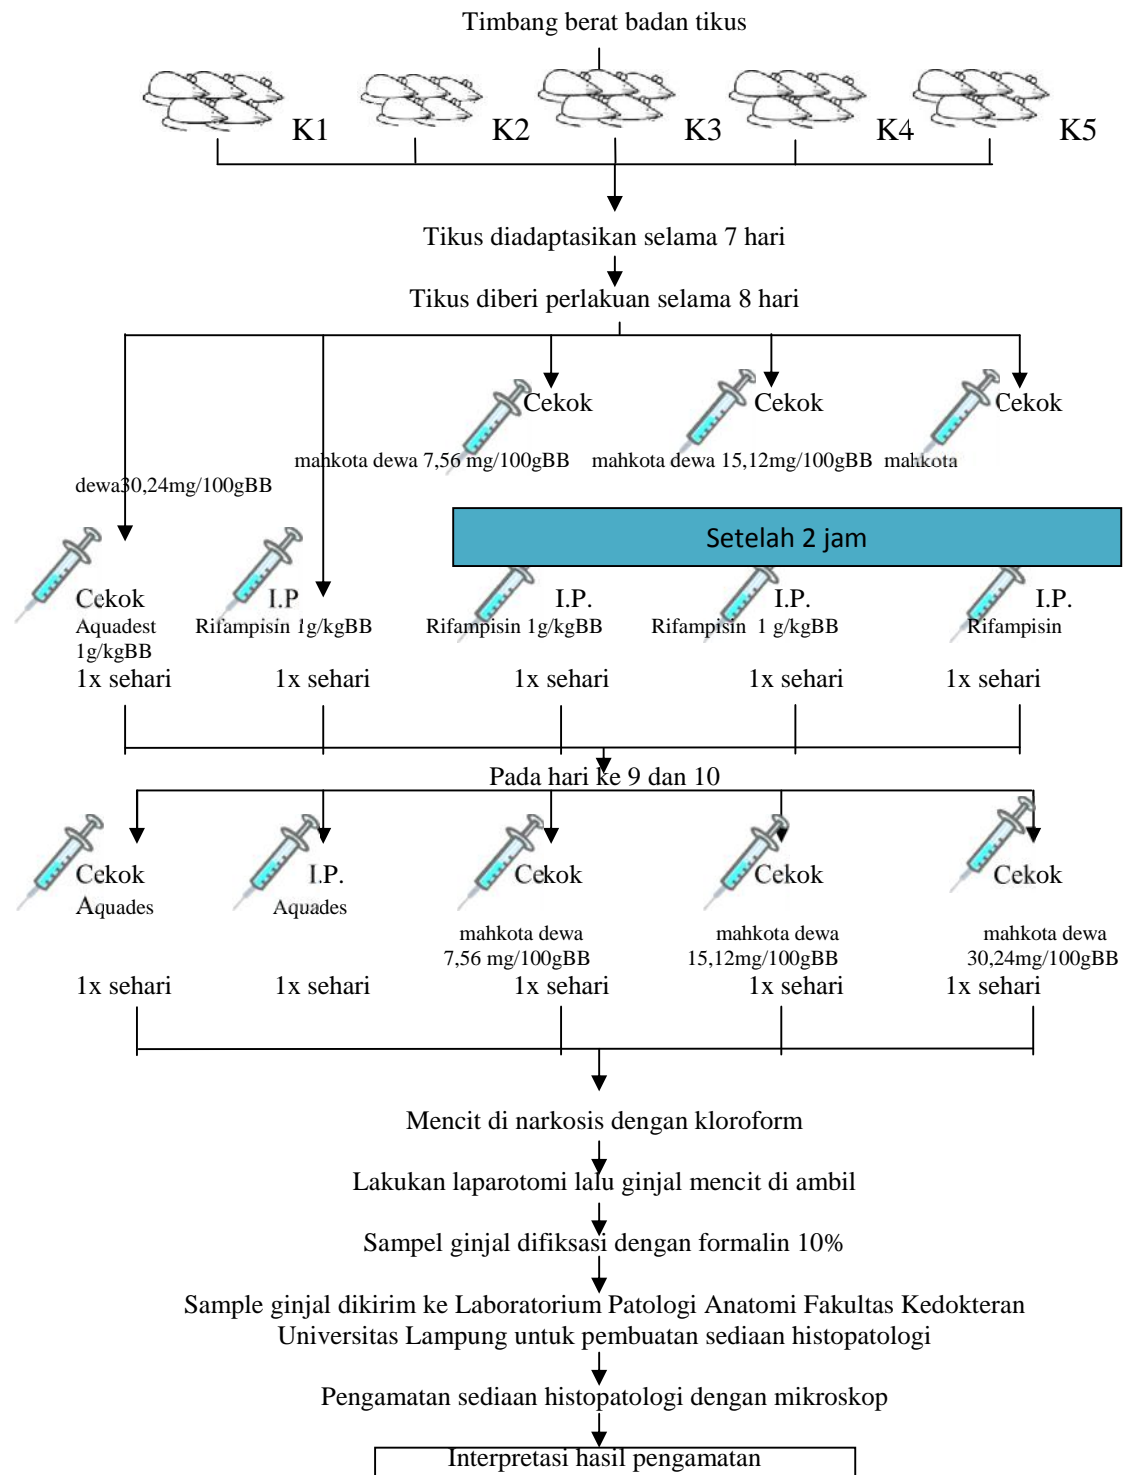 Timbang berat badan tikus
K1 K2 K3 K4 K5
Tikus diadaptasikan selama 7 hari
Tikus diberi perlakuan selama 8 hari
Cekok Cekok Cekok
mahkota dewa 7,56 mg/100gBB mahkota dewa 15,12mg/100gBB mahkota
dewa30,24mg/100gBB
Setelah 2 jam
Cekok I.P I.P. I.P. I.P.
Aquadest Rifampisin 1g/kgBB Rifampisin 1g/kgBB Rifampisin 1 g/kgBB Rifampisin
1g/kgBB
1x sehari 1x sehari 1x sehari 1x sehari 1x sehari
Pada hari ke 9 dan 10
Cekok I.P. Cekok Cekok Cekok
Aquades Aquades
mahkota dewa mahkota dewa mahkota dewa
7,56 mg/100gBB 15,12mg/100gBB 30,24mg/100gBB
1x sehari 1x sehari 1x sehari 1x sehari 1x sehari
Mencit di narkosis dengan kloroform
Lakukan laparotomi lalu ginjal mencit di ambil
Sampel ginjal difiksasi dengan formalin 10%
Sample ginjal dikirim ke Laboratorium Patologi Anatomi Fakultas Kedokteran
Universitas Lampung untuk pembuatan sediaan histopatologi
Pengamatan sediaan histopatologi dengan mikroskop
Interpretasi hasil pengamatan